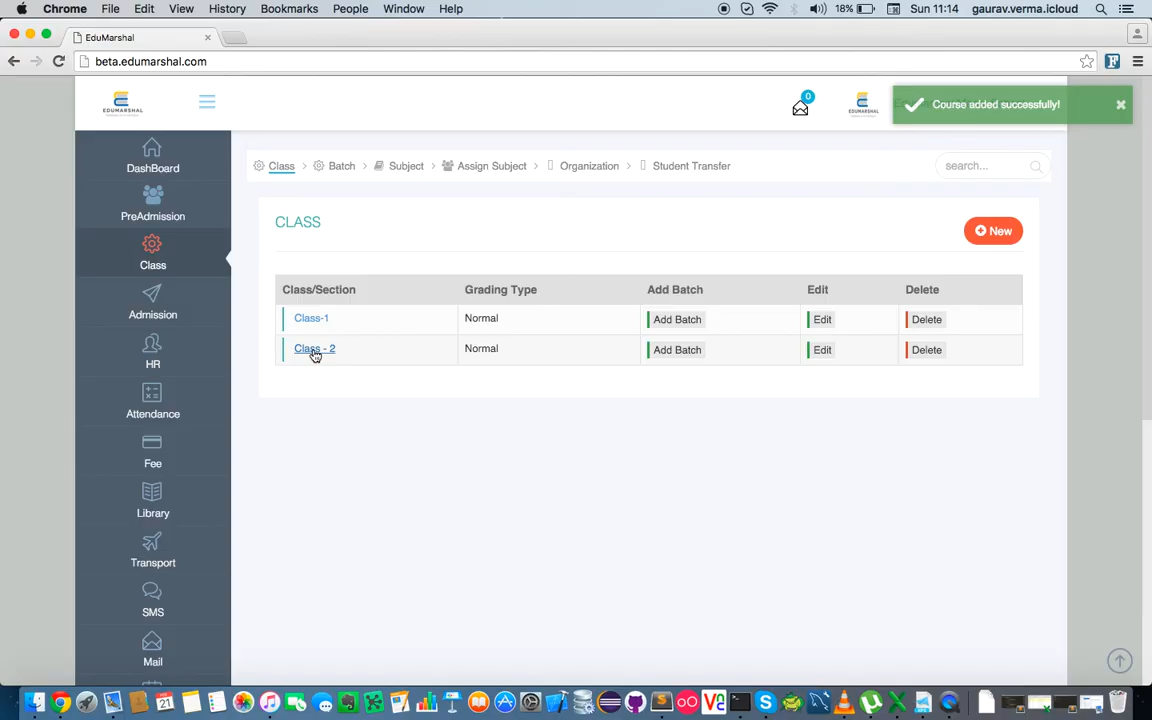 Chrome File Edit View History Bookmarks People Window Help 18% Sun 11:14 gaurav.verma.icloud
EduMarshal
beta.edumarshal.com
EDUMARSHAL
0
EDUMARSHAL
Course added successfully!
DashBoard
PreAdmission
Class
Admission
HR
Attendance
Fee
Library
Transport
SMS
Mail
Class > Batch > Subject > Assign Subject > Organization > Student Transfer
search...
CLASS
New
Class/Section Grading Type Add Batch Edit Delete
Class-1 Normal Add Batch Edit Delete
Class - 2 Normal Add Batch Edit Delete